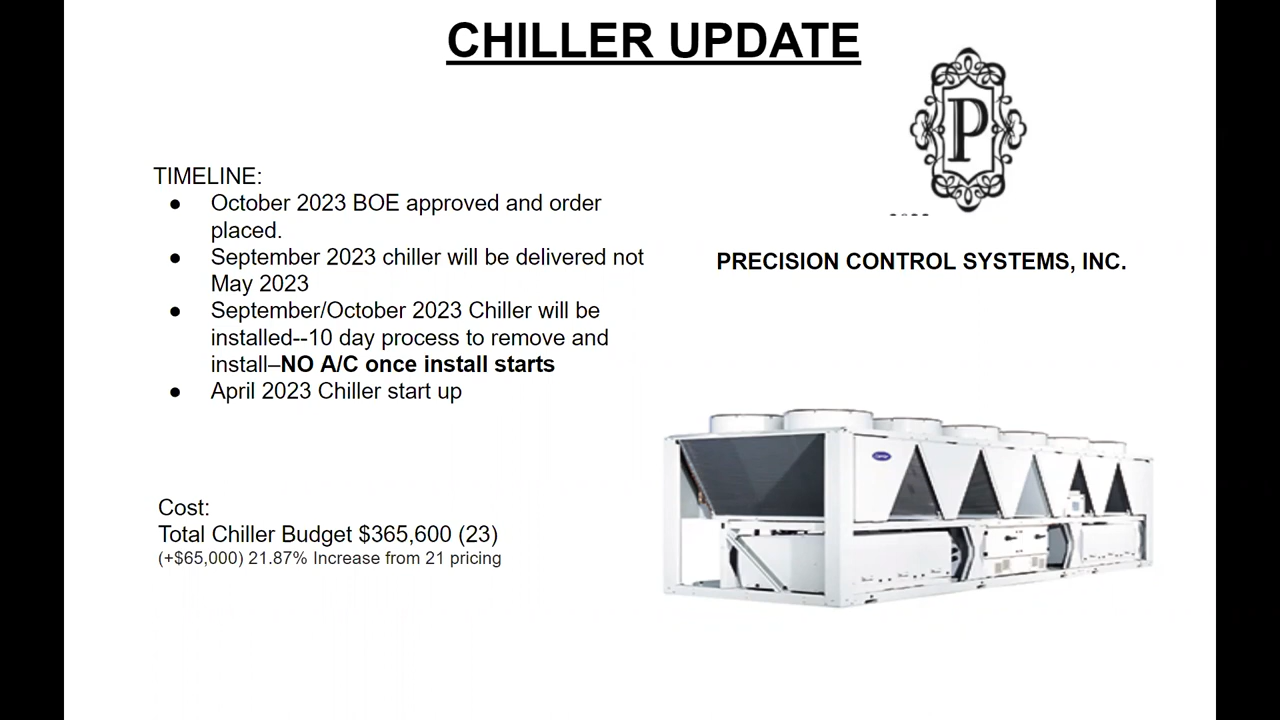 CHILLER UPDATE
P
TIMELINE:
● October 2023 BOE approved and order
placed.
● September 2023 chiller will be delivered not
May 2023
● September/October 2023 Chiller will be
installed--10 day process to remove and
install–NO A/C once install starts
● April 2023 Chiller start up
PRECISION CONTROL SYSTEMS, INC.
Carrier
Cost:
Total Chiller Budget $365,600 (23)
(+$65,000) 21.87% Increase from 21 pricing